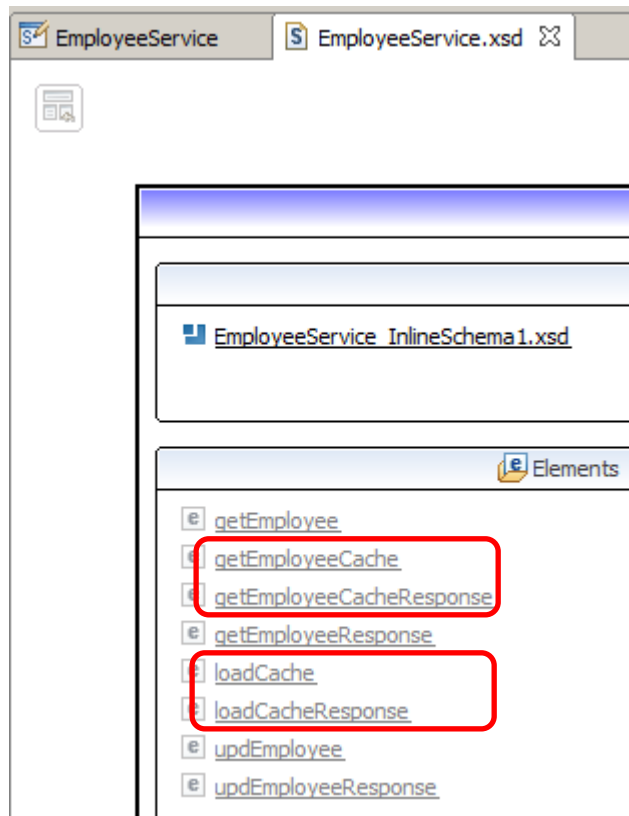 EmployeeService
EmployeeService.xsd
EmployeeService_InlineSchema1.xsd
Elements
e getEmployee
e getEmployeeCache
e getEmployeeCacheResponse
e getEmployeeResponse
e loadCache
e loadCacheResponse
e updEmployee
e updEmployeeResponse